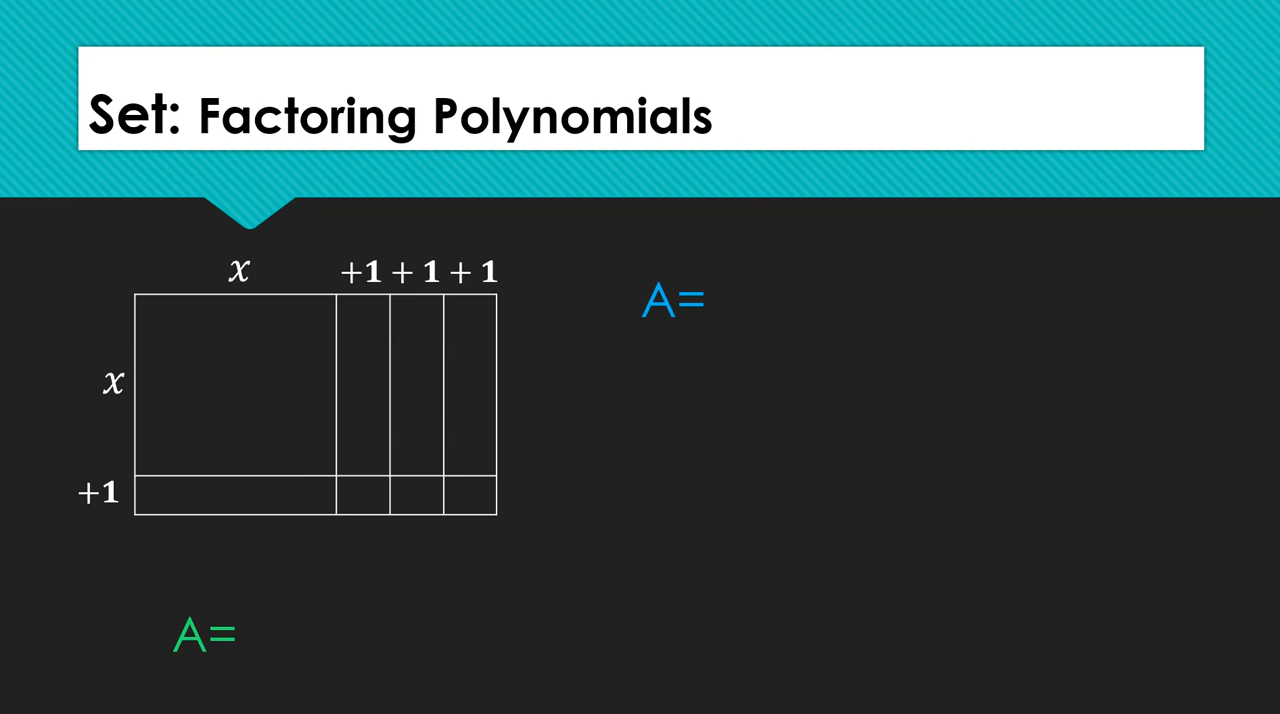 Set: Factoring Polynomials
x +1 + 1 + 1
A=
x
+1
A=